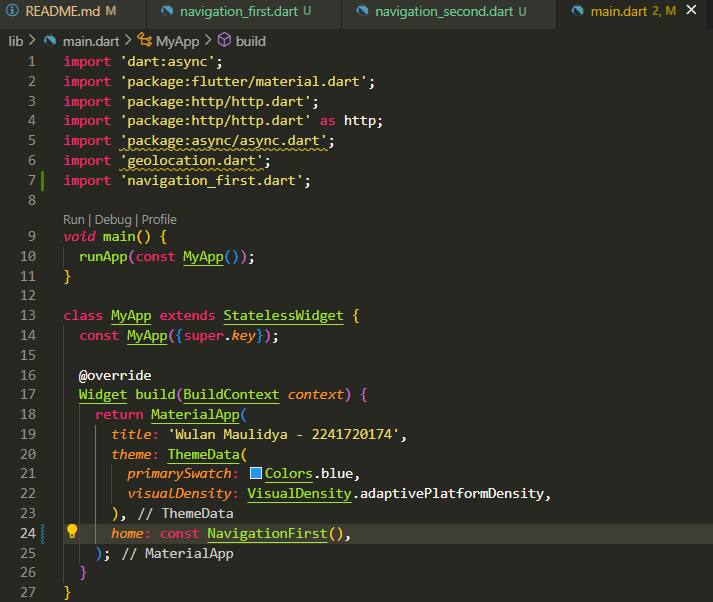 README.md M navigation_first.dart U navigation_second.dart U main.dart 2, M
lib > main.dart > MyApp > build
1 import 'dart:async';
2 import 'package:flutter/material.dart';
3 import 'package:http/http.dart';
4 import 'package:http/http.dart' as http;
5 import 'package:async/async.dart';
6 import 'geolocation.dart';
7 import 'navigation_first.dart';
8
Run | Debug | Profile
9 void main() {
10 runApp(const MyApp());
11 }
12
13 class MyApp extends StatelessWidget {
14 const MyApp({super.key});
15
16 @override
17 Widget build(BuildContext context) {
18 return MaterialApp(
19 title: 'Wulan Maulidya - 2241720174',
20 theme: ThemeData(
21 primarySwatch: Colors.blue,
22 visualDensity: VisualDensity.adaptivePlatformDensity,
23 ), // ThemeData
24 home: const NavigationFirst(),
25 ); // MaterialApp
26 }
27 }